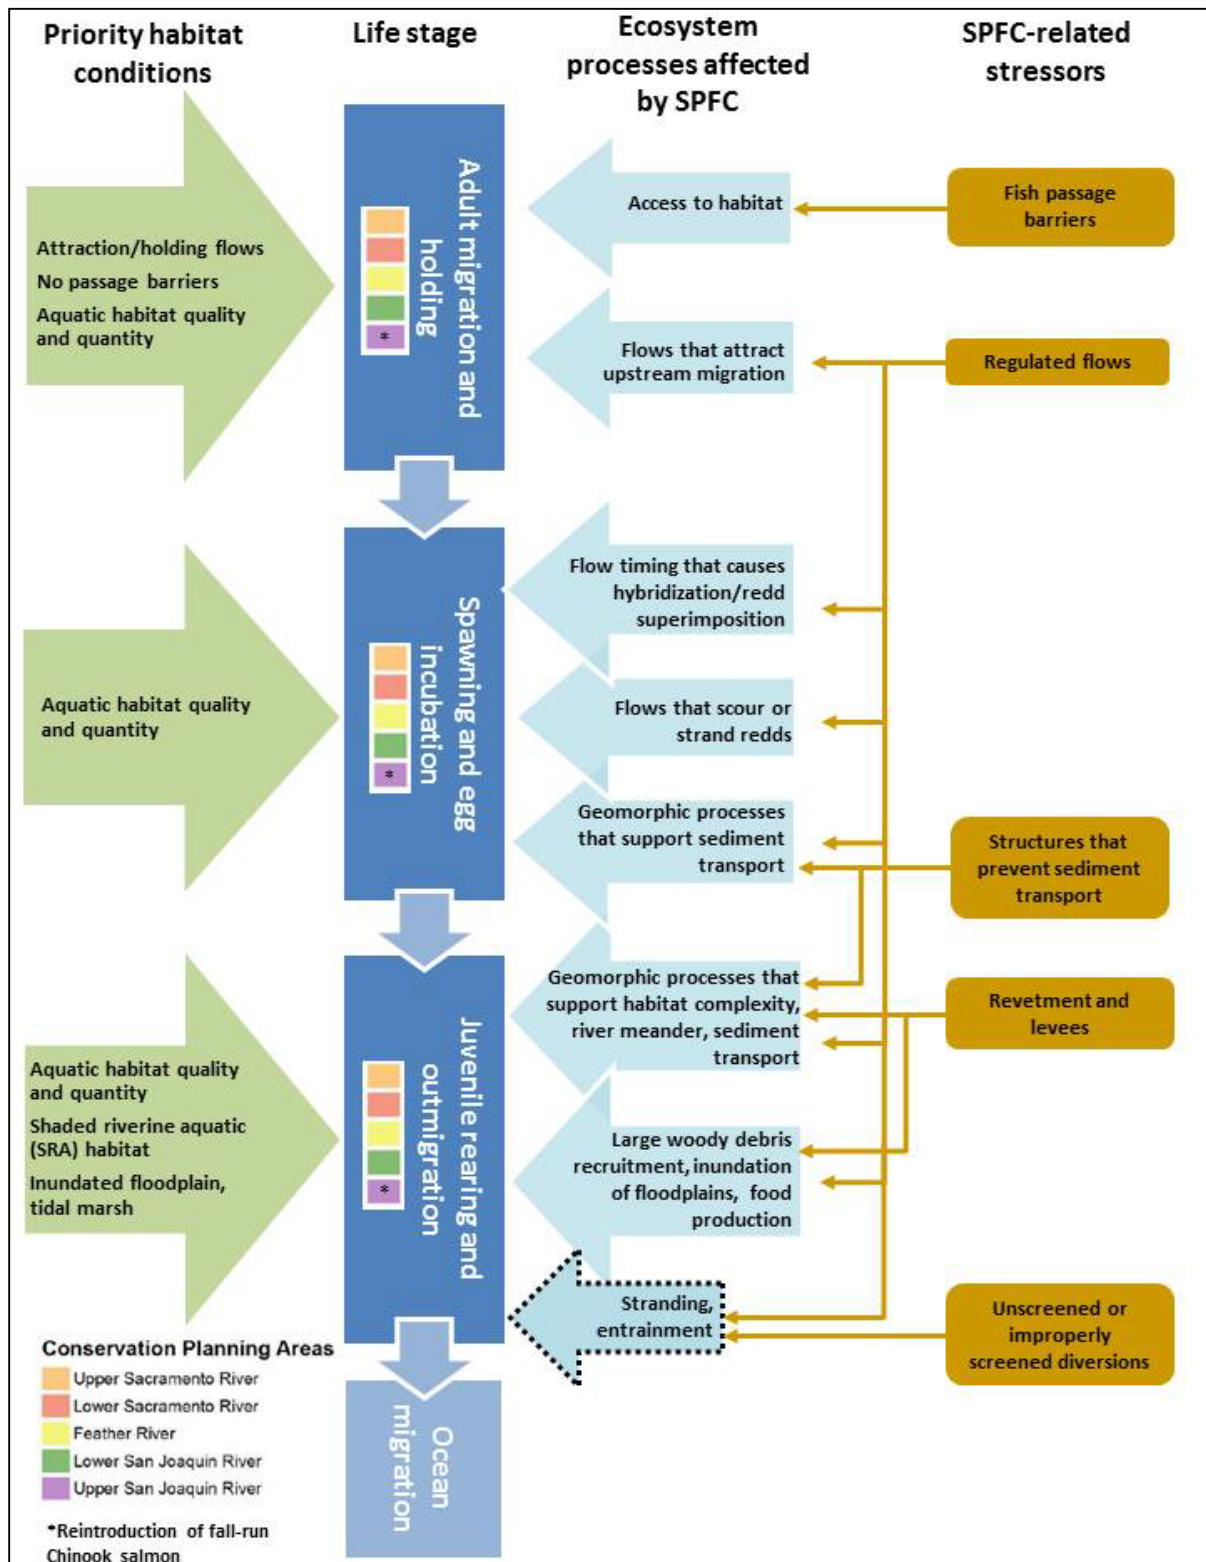 Priority habitat
conditions
Life stage
Ecosystem
processes affected
by SPFC
SPFC-related
stressors
Attraction/holding flows
No passage barriers
Aquatic habitat quality
and quantity
Adult migration and
holding
*
Access to habitat
Fish passage
barriers
Flows that attract
upstream migration
Regulated flows
Aquatic habitat quality
and quantity
Spawning and egg
incubation
*
Flow timing that causes
hybridization/redd
superimposition
Flows that scour or
strand redds
Geomorphic processes
that support sediment
transport
Structures that
prevent sediment
transport
Aquatic habitat quality
and quantity
Shaded riverine aquatic
(SRA) habitat
Inundated floodplain,
tidal marsh
Juvenile rearing and
outmigration
*
Geomorphic processes that
support habitat complexity,
river meander, sediment
transport
Revetment and
levees
Large woody debris
recruitment, inundation
of floodplains, food
production
Stranding,
entrainment
Unscreened or
improperly
screened diversions
Ocean
migration
Conservation Planning Areas
Upper Sacramento River
Lower Sacramento River
Feather River
Lower San Joaquin River
Upper San Joaquin River
*Reintroduction of fall-run
Chinook salmon